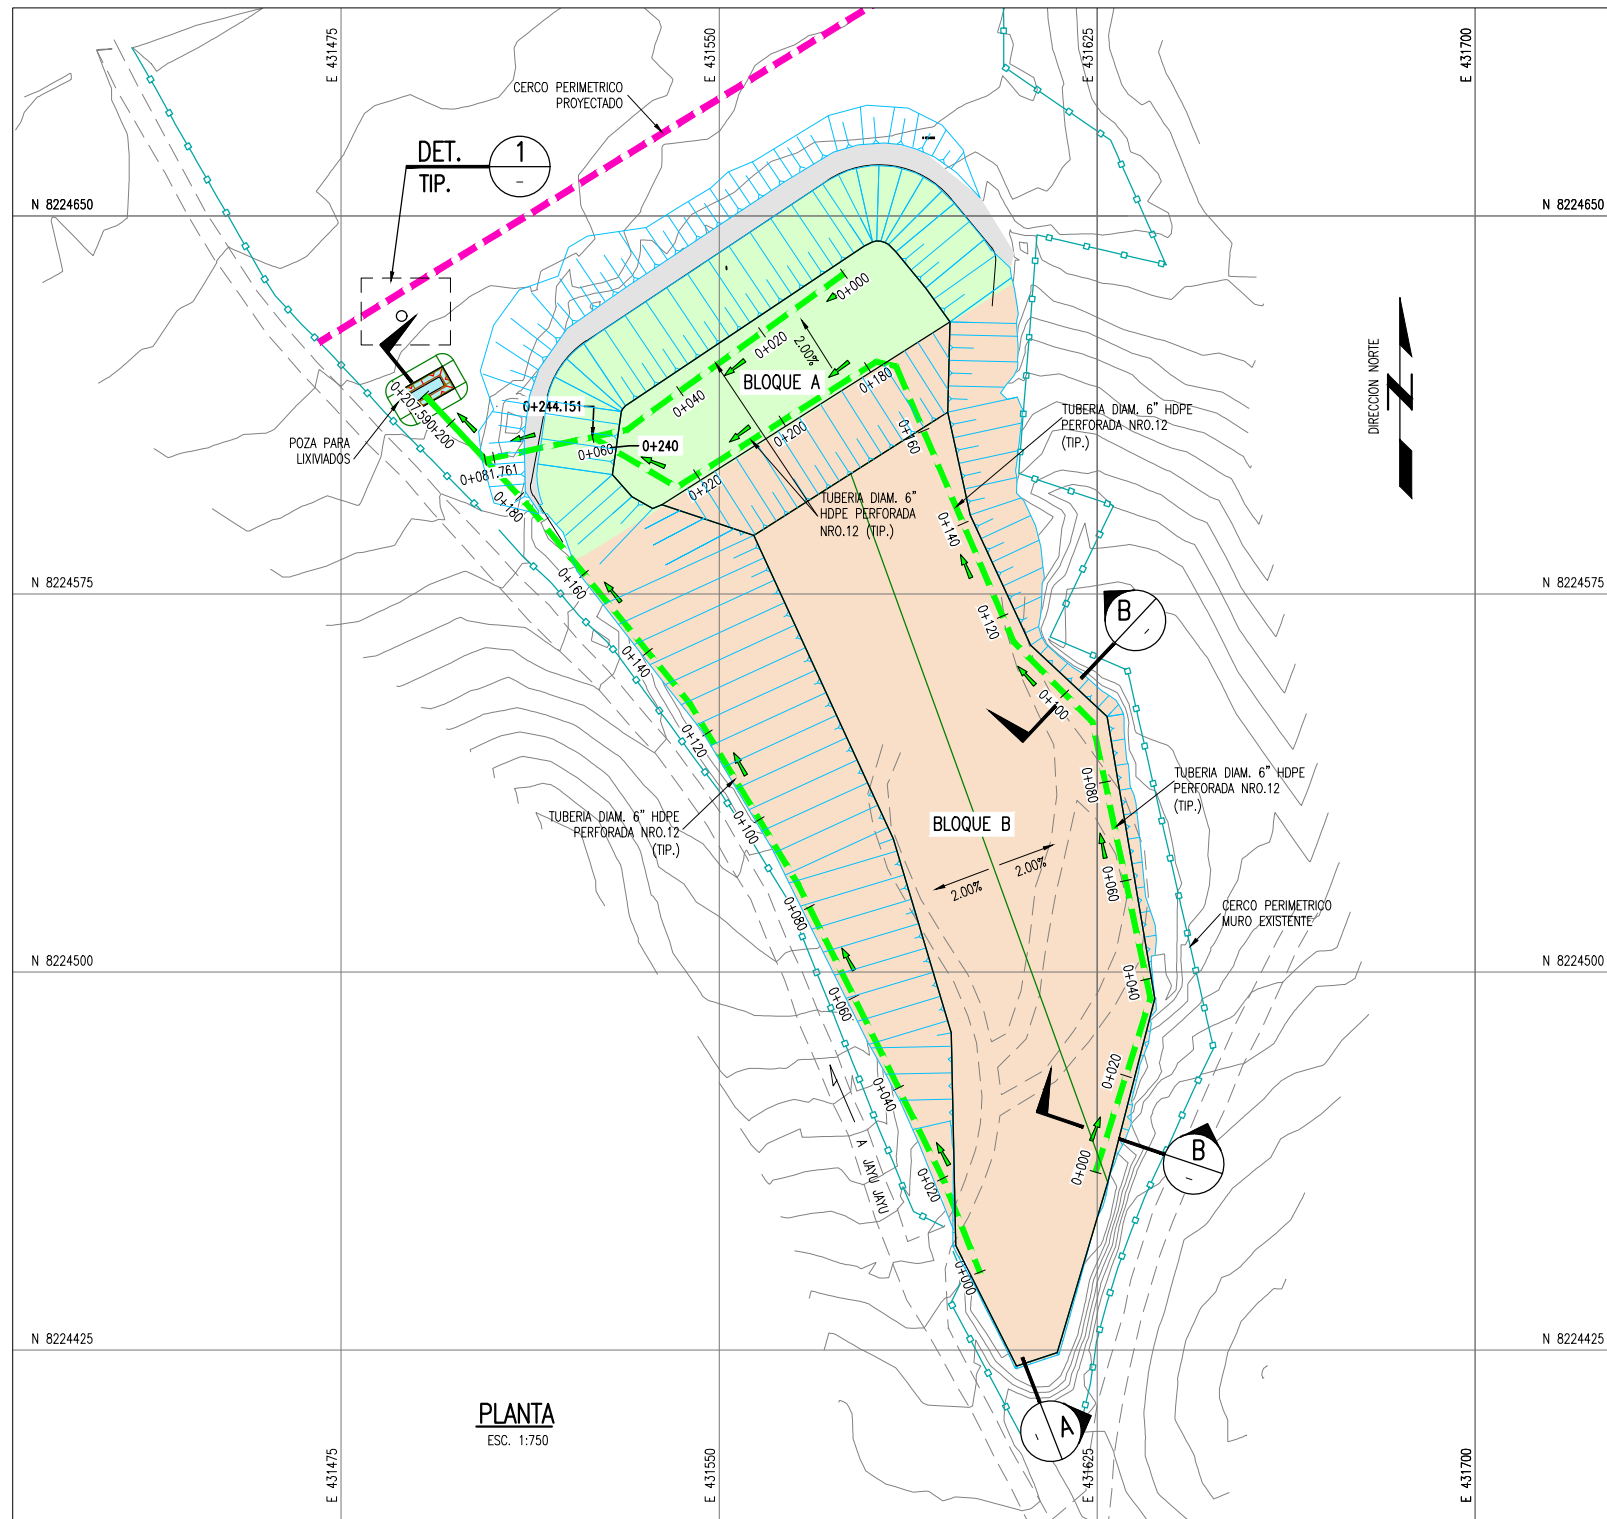 E 431475
E 431550
E 431625
E 431700
CERCO PERIMETRICO
PROYECTADO
DET.
TIP.
1
-
N 8224650
N 8224650
0+000
0+020
2.00%
BLOQUE A
0+180
0+040
0+244.151
0+240
0+060
0+200
0+160
0+220
0+207.590+200
POZA PARA
LIXIVIADOS
0+081.761
0+180
DIRECCION NORTE
N
TUBERIA DIAM. 6" HDPE
PERFORADA NRO.12
(TIP.)
TUBERIA DIAM. 6"
HDPE PERFORADA
NRO.12 (TIP.)
0+140
N 8224575
N 8224575
0+160
0+120
B
-
0+140
0+100
0+120
0+080
TUBERIA DIAM. 6" HDPE
PERFORADA NRO.12
(TIP.)
TUBERIA DIAM. 6" HDPE
PERFORADA NRO.12
(TIP.)
0+100
BLOQUE B
2.00%
2.00%
0+060
0+080
CERCO PERIMETRICO
MURO EXISTENTE
N 8224500
N 8224500
0+040
0+060
0+020
0+040
A JAYU JAYU
0+000
B
-
0+020
0+000
N 8224425
N 8224425
PLANTA
ESC. 1:750
A
-
E 431475
E 431550
E 431625
E 431700